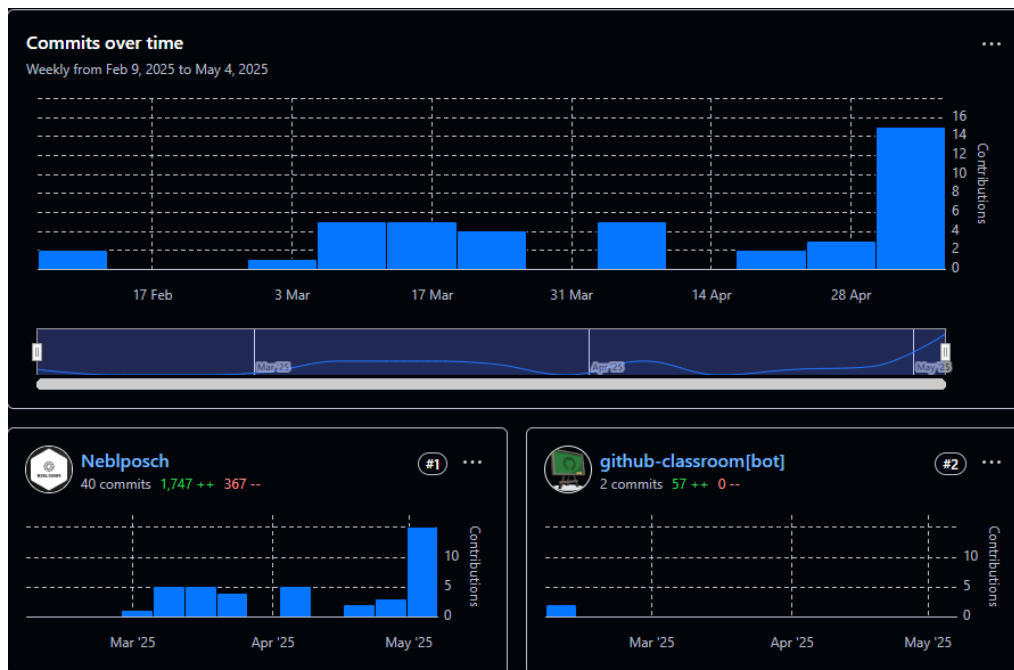 Commits over time
Weekly from Feb 9, 2025 to May 4, 2025
16
14
12
10
8
6
4
2
0
Contributions
17 Feb 3 Mar 17 Mar 31 Mar 14 Apr 28 Apr
Mar '25 Apr '25 May '25
Neblposch #1
40 commits 1,747 ++ 367 --
10
5
0
Contributions
Mar '25 Apr '25 May '25
github-classroom[bot] #2
2 commits 57 ++ 0 --
10
5
0
Contributions
Mar '25 Apr '25 May '25